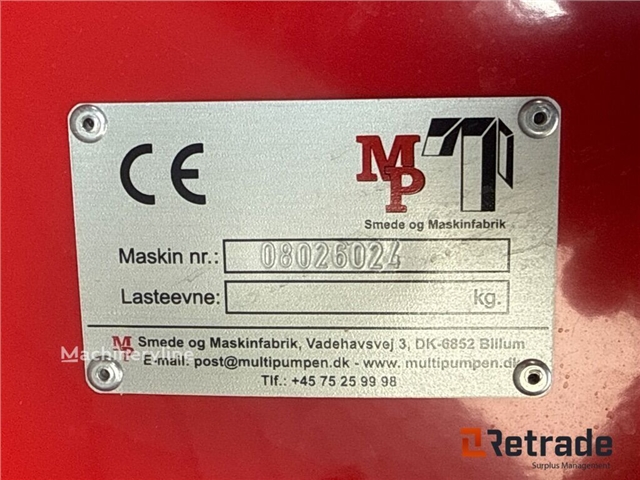 CE
MP
Smede og Maskinfabrik
Maskin nr.: 08026024
Lasteevne: kg.
MP Smede og Maskinfabrik, Vadehavsvej 3, DK-6852 Billum
E-mail: post@multipumpen.dk - www. multipumpen.dk
Tlf.: +45 75 25 99 98
Machineryline
Retrade
Surplus Management